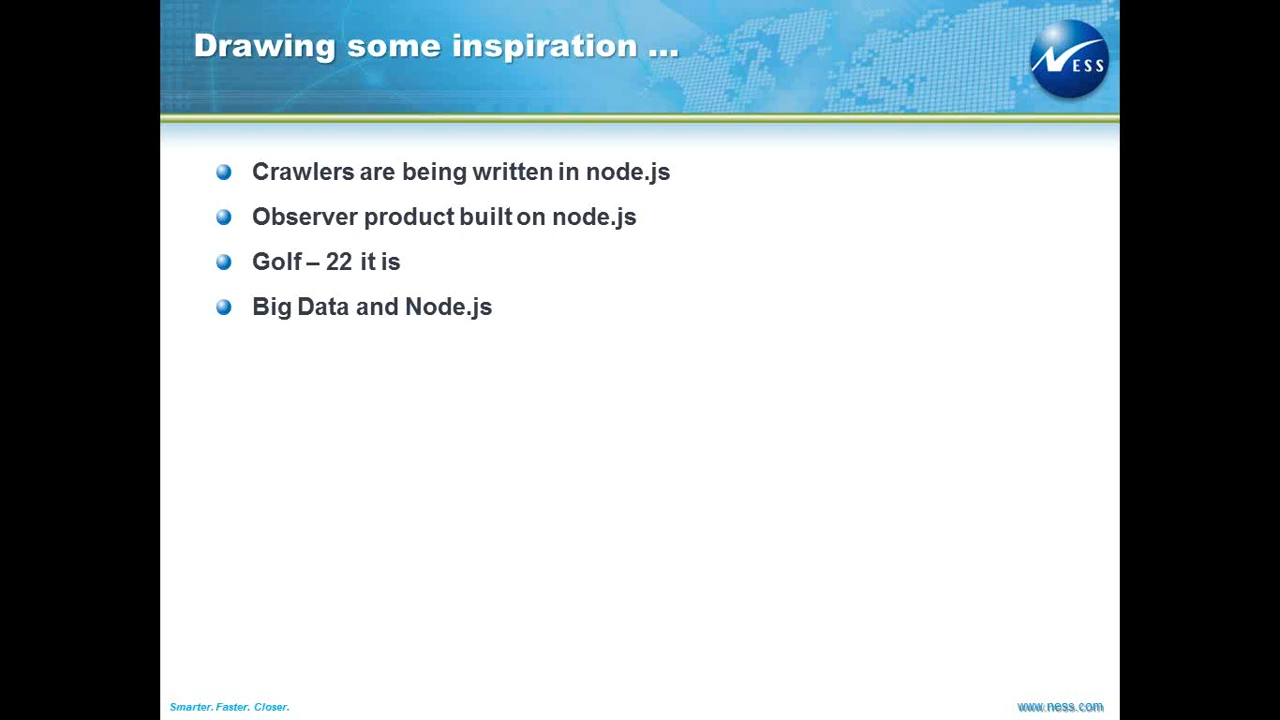 Drawing some inspiration ...
NESS
Crawlers are being written in node.js
Observer product built on node.js
Golf – 22 it is
Big Data and Node.js
Smarter. Faster. Closer.
www.ness.com